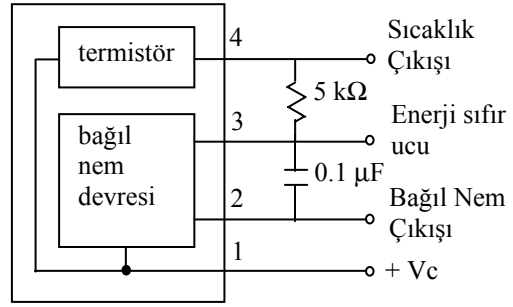 termistör
4
Sıcaklık
Çıkışı
5 kΩ
bağıl
nem
devresi
3
Enerji sıfır
ucu
0.1 μF
2
Bağıl Nem
Çıkışı
1
+ Vc